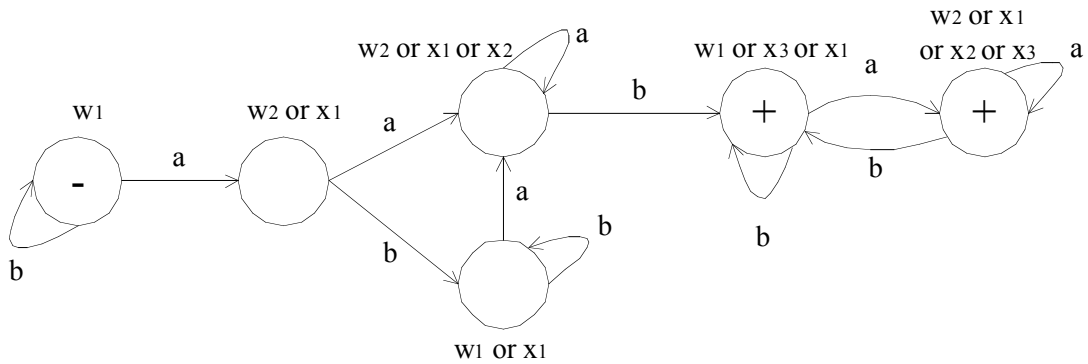 w2 or x1
w2 or x1 or x2
a
w1 or x3 or x1
or x2 or x3
a
a
w1
w2 or x1
b
+
+
a
a
b
-
a
b
b
b
b
b
w1 or x1